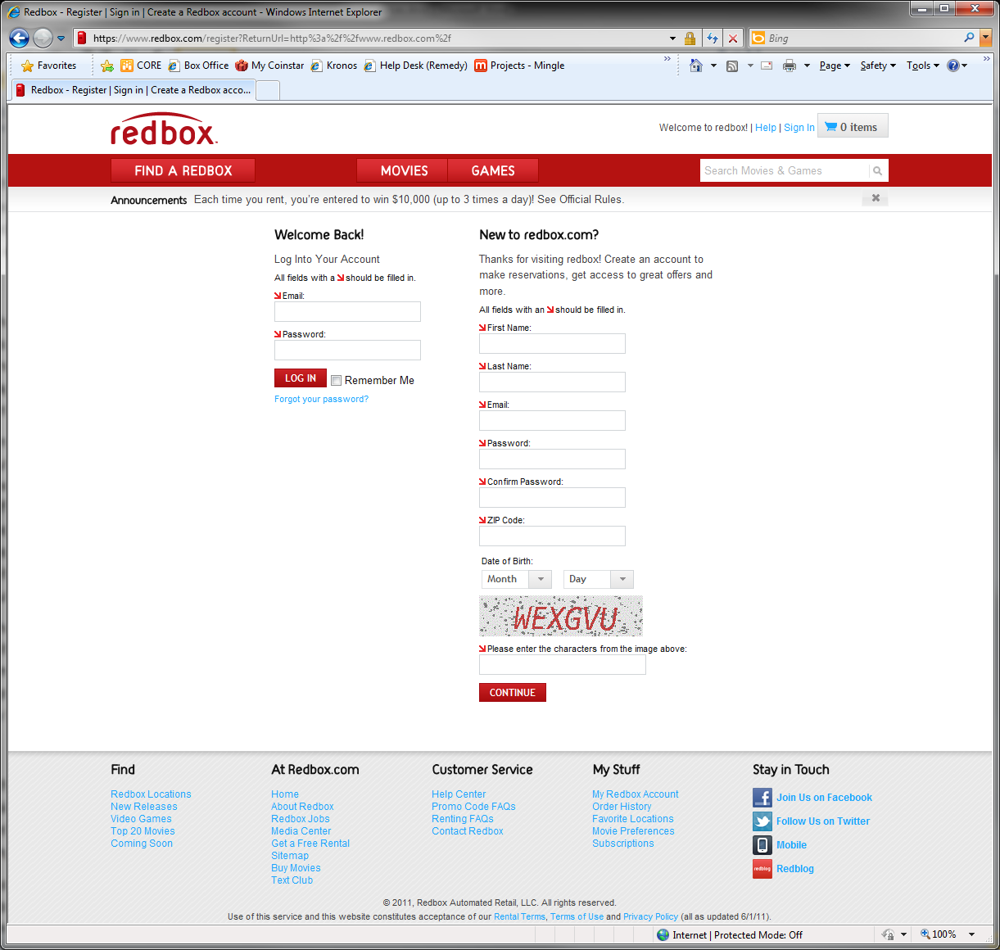 Redbox - Register | Sign in | Create a Redbox account - Windows Internet Explorer
https://www.redbox.com/register?ReturnUrl=http%3a%2f%2fwww.redbox.com%2f
Bing
Favorites CORE Box Office My Coinstar Kronos Help Desk (Remedy) Projects - Mingle
Page Safety Tools
Redbox - Register | Sign in | Create a Redbox acco...
redbox.
Welcome to redbox! | Help | Sign In 0 items
FIND A REDBOX MOVIES GAMES Search Movies & Games
Announcements Each time you rent, you're entered to win $10,000 (up to 3 times a day)! See Official Rules.
Welcome Back!
Log Into Your Account
All fields with a should be filled in.
Email:
Password:
LOG IN Remember Me
Forgot your password?
New to redbox.com?
Thanks for visiting redbox! Create an account to
make reservations, get access to great offers and
more.
All fields with an should be filled in.
First Name:
Last Name:
Email:
Password:
Confirm Password:
ZIP Code:
Date of Birth:
Month Day
WEXGVU
Please enter the characters from the image above:
CONTINUE
Find
Redbox Locations
New Releases
Video Games
Top 20 Movies
Coming Soon
At Redbox.com
Home
About Redbox
Redbox Jobs
Media Center
Get a Free Rental
Sitemap
Buy Movies
Text Club
Customer Service
Help Center
Promo Code FAQs
Renting FAQs
Contact Redbox
My Stuff
My Redbox Account
Order History
Favorite Locations
Movie Preferences
Subscriptions
Stay in Touch
Join Us on Facebook
Follow Us on Twitter
Mobile
redblog Redblog
© 2011, Redbox Automated Retail, LLC. All rights reserved.
Use of this service and this website constitutes acceptance of our Rental Terms, Terms of Use and Privacy Policy (all as updated 6/1/11).
Internet | Protected Mode: Off 100%